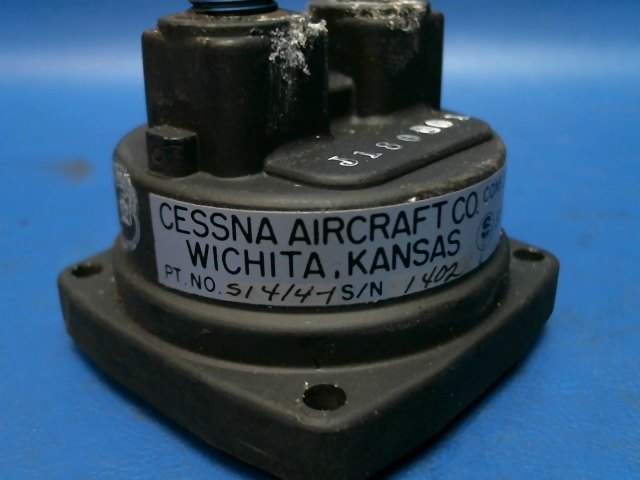 CESSNA AIRCRAFT CO.
WICHITA, KANSAS
PT. NO. S1414-1 S/N 1402